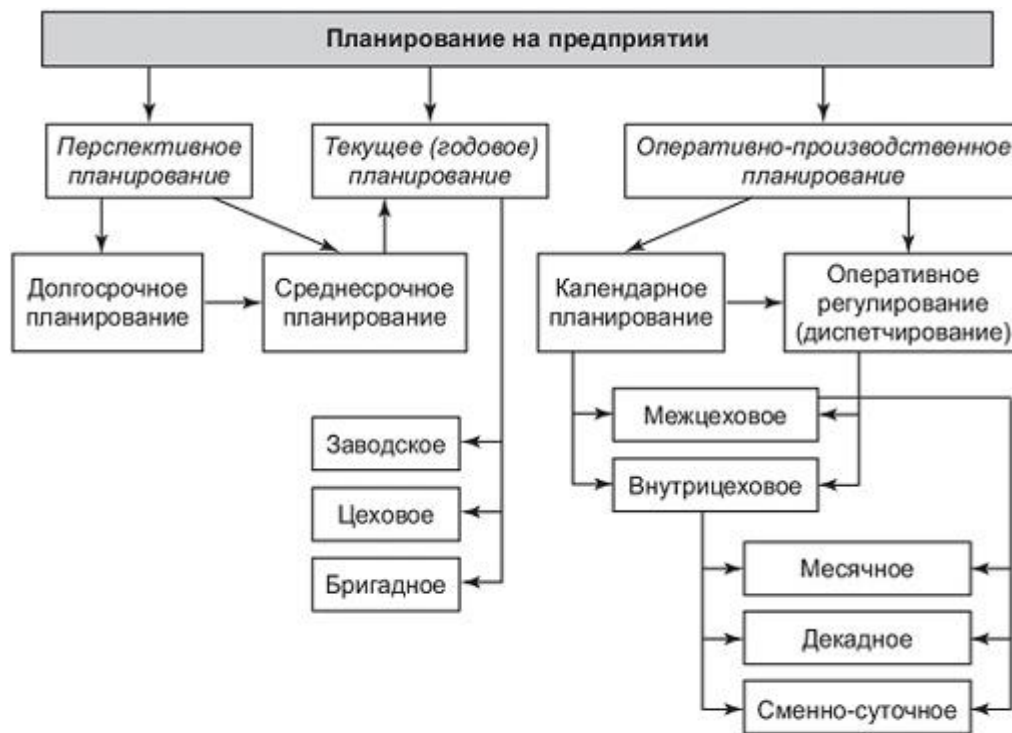 Планирование на предприятии
Перспективное
планирование
Текущее (годовое)
планирование
Оперативно-производственное
планирование
Долгосрочное
планирование
Среднесрочное
планирование
Календарное
планирование
Оперативное
регулирование
(диспетчирование)
Межцеховое
Заводское
Внутрицеховое
Цеховое
Месячное
Бригадное
Декадное
Сменно-суточное